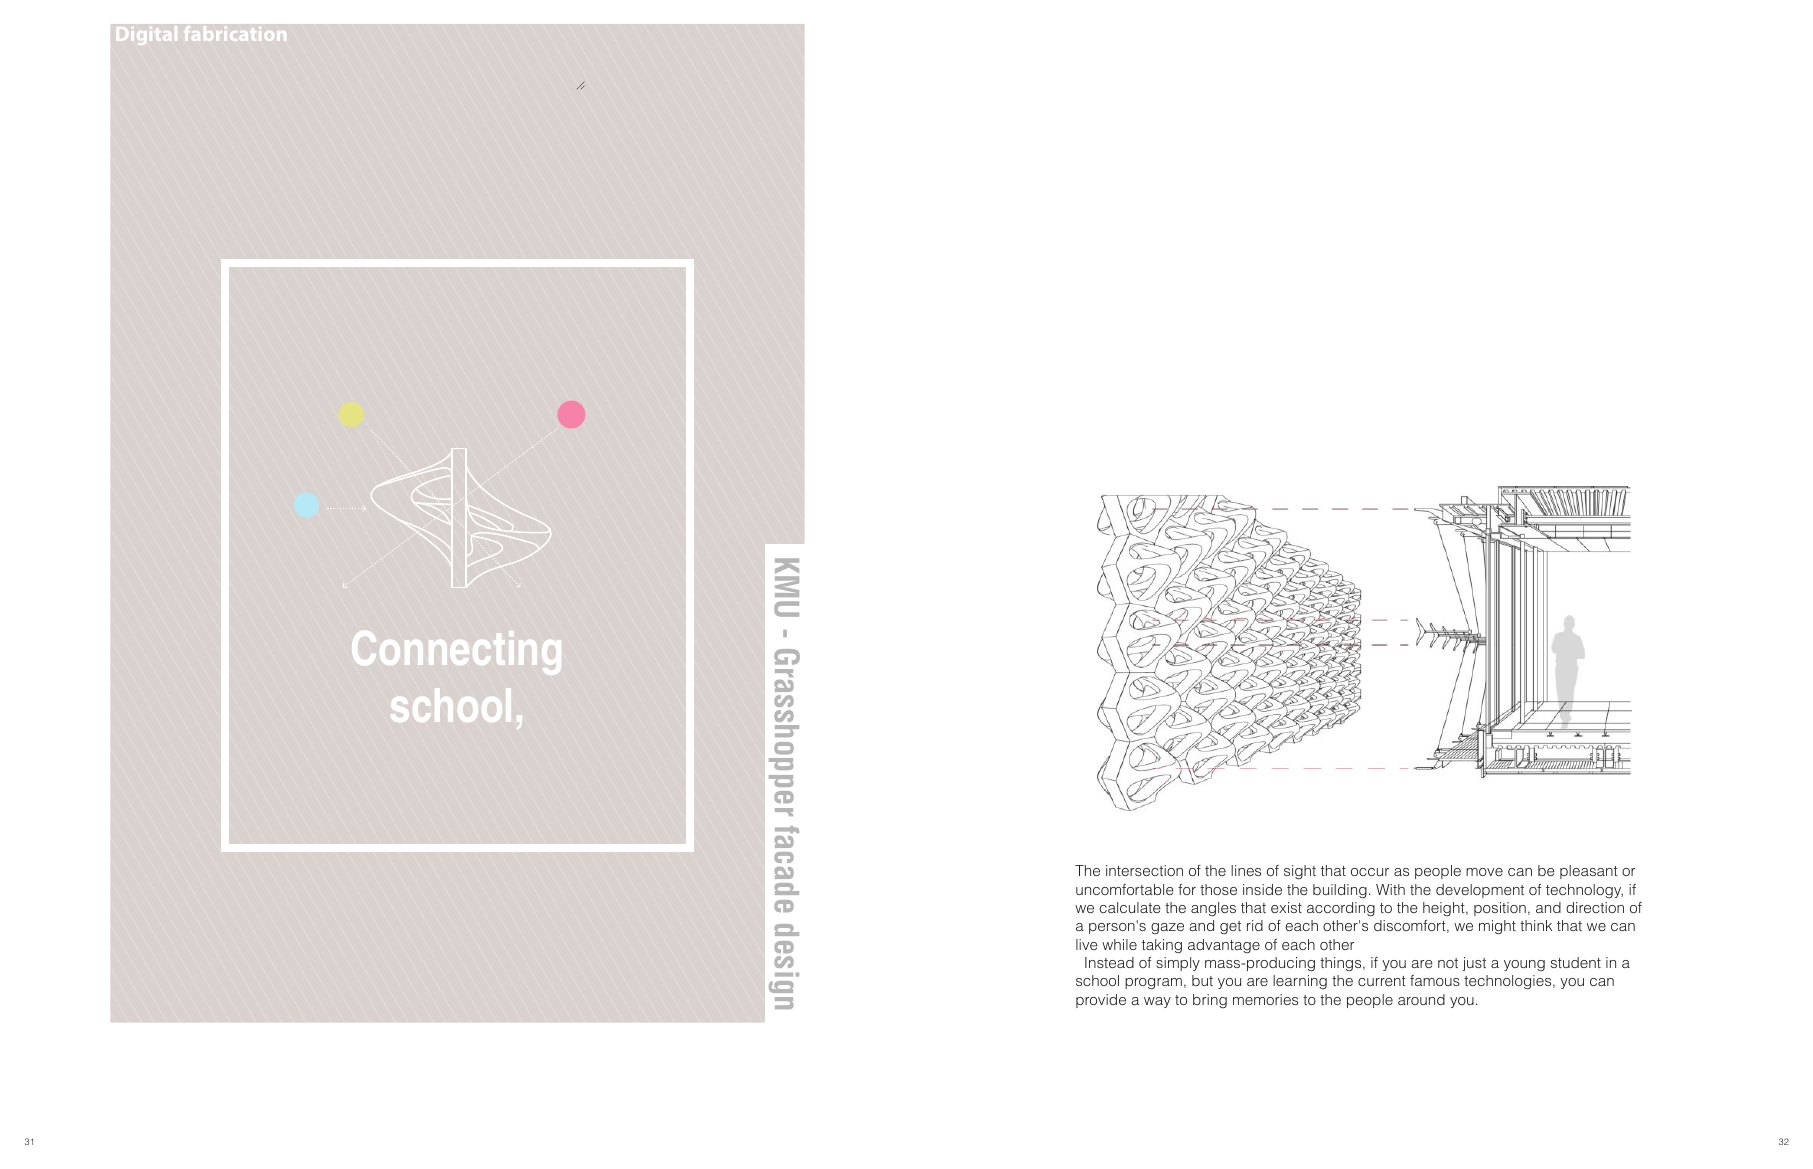 Digital fabrication
Connecting
school,
KMU - Grasshopper facade design
31
The intersection of the lines of sight that occur as people move can be pleasant or
uncomfortable for those inside the building. With the development of technology, if
we calculate the angles that exist according to the height, position, and direction of
a person's gaze and get rid of each other's discomfort, we might think that we can
live while taking advantage of each other
Instead of simply mass-producing things, if you are not just a young student in a
school program, but you are learning the current famous technologies, you can
provide a way to bring memories to the people around you.
32